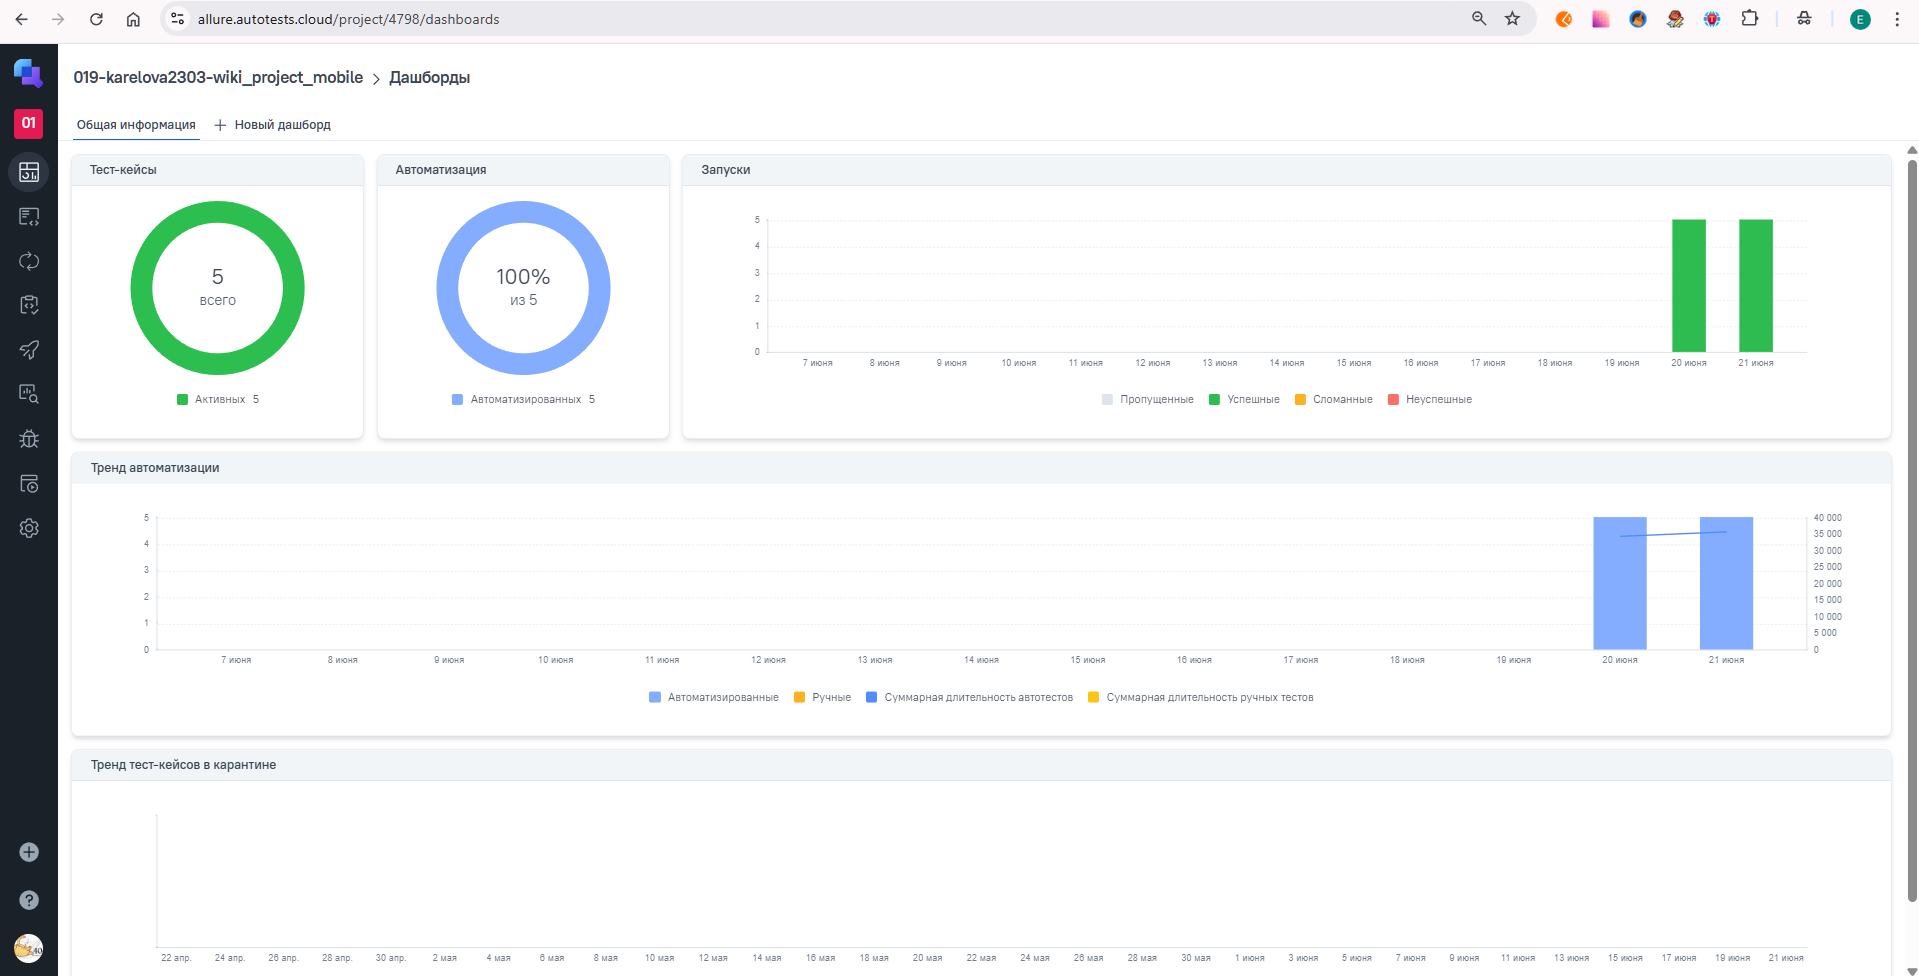 allure.autotests.cloud/project/4798/dashboards
E
019-karelova2303-wiki_project_mobile > Дашборды
01
Общая информация + Новый дашборд
Тест-кейсы
5
всего
Активных 5
Автоматизация
100%
из 5
Автоматизированных 5
Запуски
5
4
3
2
1
0
7 июня 8 июня 9 июня 10 июня 11 июня 12 июня 13 июня 14 июня 15 июня 16 июня 17 июня 18 июня 19 июня 20 июня 21 июня
Пропущенные Успешные Сломанные Неуспешные
Тренд автоматизации
5
4
3
2
1
0
40 000
35 000
30 000
25 000
20 000
15 000
10 000
5 000
0
7 июня 8 июня 9 июня 10 июня 11 июня 12 июня 13 июня 14 июня 15 июня 16 июня 17 июня 18 июня 19 июня 20 июня 21 июня
Автоматизированные Ручные Суммарная длительность автотестов Суммарная длительность ручных тестов
Тренд тест-кейсов в карантине
22 апр. 24 апр. 26 апр. 28 апр. 30 апр. 2 мая 4 мая 6 мая 8 мая 10 мая 12 мая 14 мая 16 мая 18 мая 20 мая 22 мая 24 мая 26 мая 28 мая 30 мая 1 июня 3 июня 5 июня 7 июня 9 июня 11 июня 13 июня 15 июня 17 июня 19 июня 21 июня